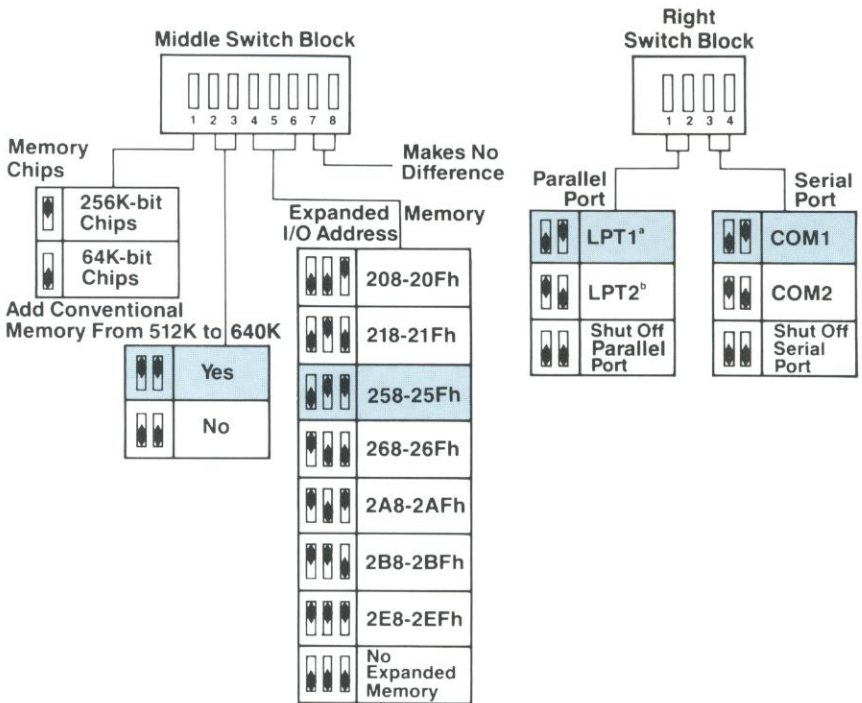 Middle Switch Block
1 2 3 4 5 6 7 8
Memory
Chips
256K-bit
Chips
64K-bit
Chips
Add Conventional
Memory From 512K to 640K
Yes
No
Makes No
Difference
Expanded Memory
I/O Address
208-20Fh
218-21Fh
258-25Fh
268-26Fh
2A8-2AFh
2B8-2BFh
2E8-2EFh
No
Expanded
Memory
Right
Switch Block
1 2 3 4
Parallel
Port
LPT1ᵃ
LPT2ᵇ
Shut Off
Parallel
Port
Serial
Port
COM1
COM2
Shut Off
Serial
Port